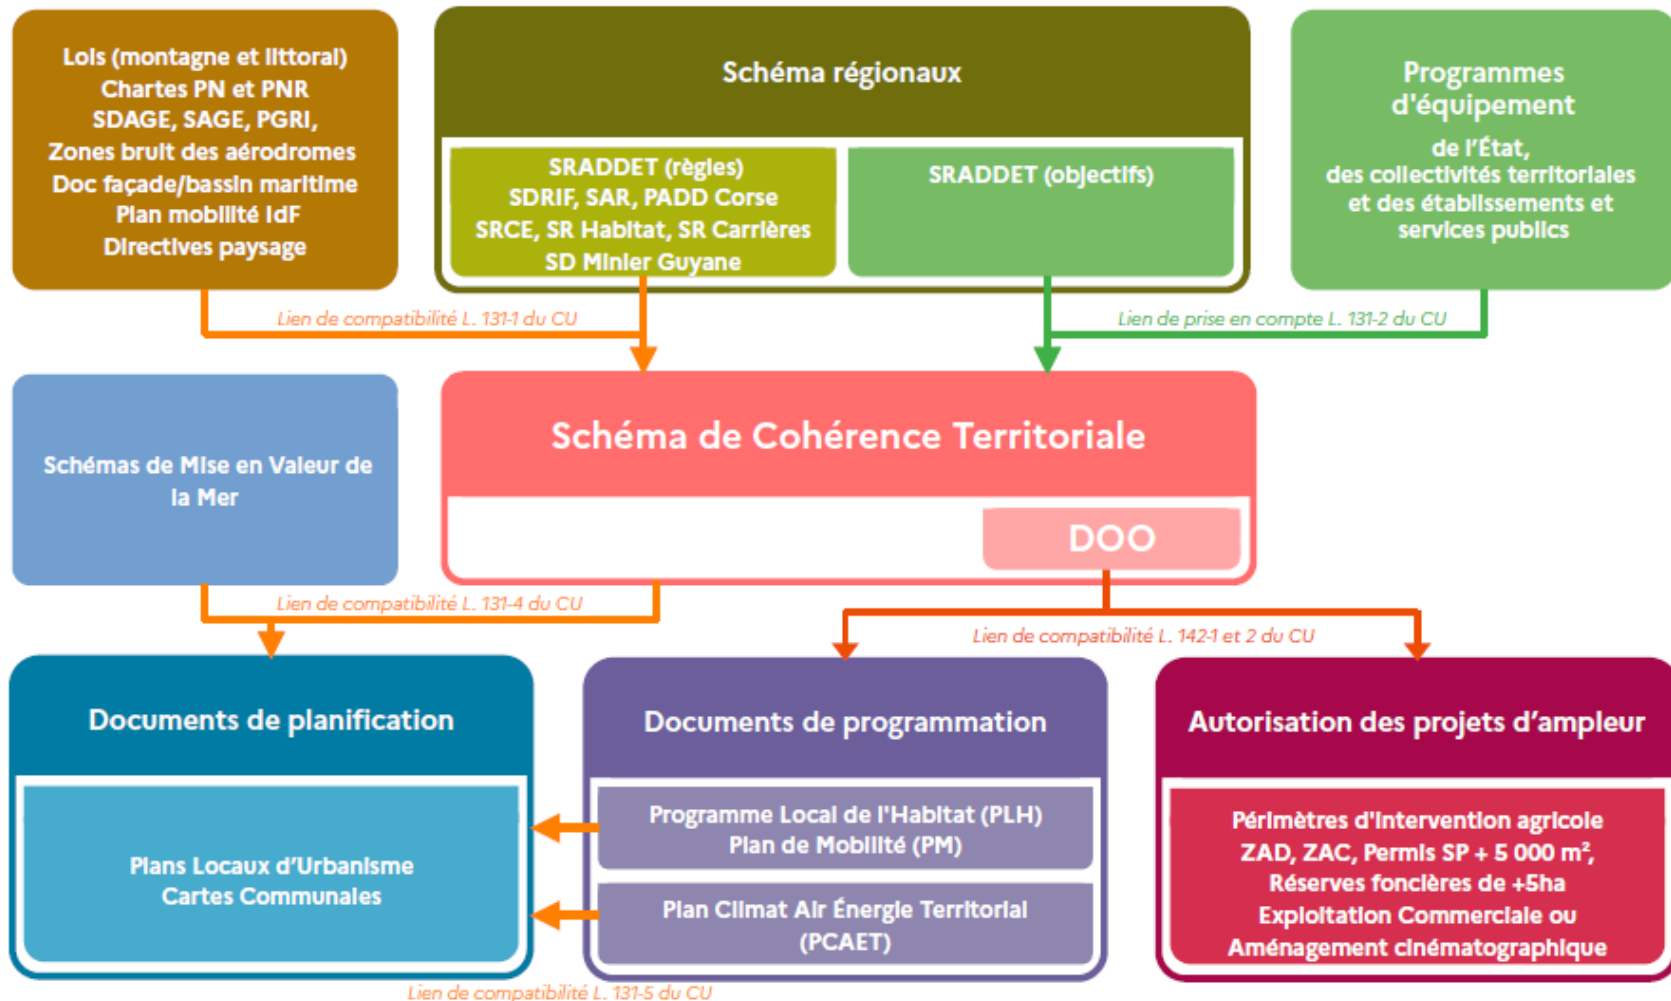 Lois (montagne et littoral)
Chartes PN et PNR
SDAGE, SAGE, PGRI,
Zones bruit des aérodromes
Doc façade/bassin maritime
Plan mobilité IdF
Directives paysage
Schéma régionaux
SRADDET (règles)
SDRIF, SAR, PADD Corse
SRCE, SR Habitat, SR Carrières
SD Minier Guyane
SRADDET (objectifs)
Programmes
d'équipement
de l'État,
des collectivités territoriales
et des établissements et
services publics
Lien de compatibilité L. 131-1 du CU
Lien de prise en compte L. 131-2 du CU
Schémas de Mise en Valeur de
la Mer
Schéma de Cohérence Territoriale
DOO
Lien de compatibilité L. 131-4 du CU
Lien de compatibilité L. 142-1 et 2 du CU
Documents de planification
Plans Locaux d'Urbanisme
Cartes Communales
Documents de programmation
Programme Local de l'Habitat (PLH)
Plan de Mobilité (PM)
Plan Climat Air Énergie Territorial
(PCAET)
Autorisation des projets d'ampleur
Périmètres d'intervention agricole
ZAD, ZAC, Permis SP + 5 000 m²,
Réserves foncières de +5ha
Exploitation Commerciale ou
Aménagement cinématographique
Lien de compatibilité L. 131-5 du CU